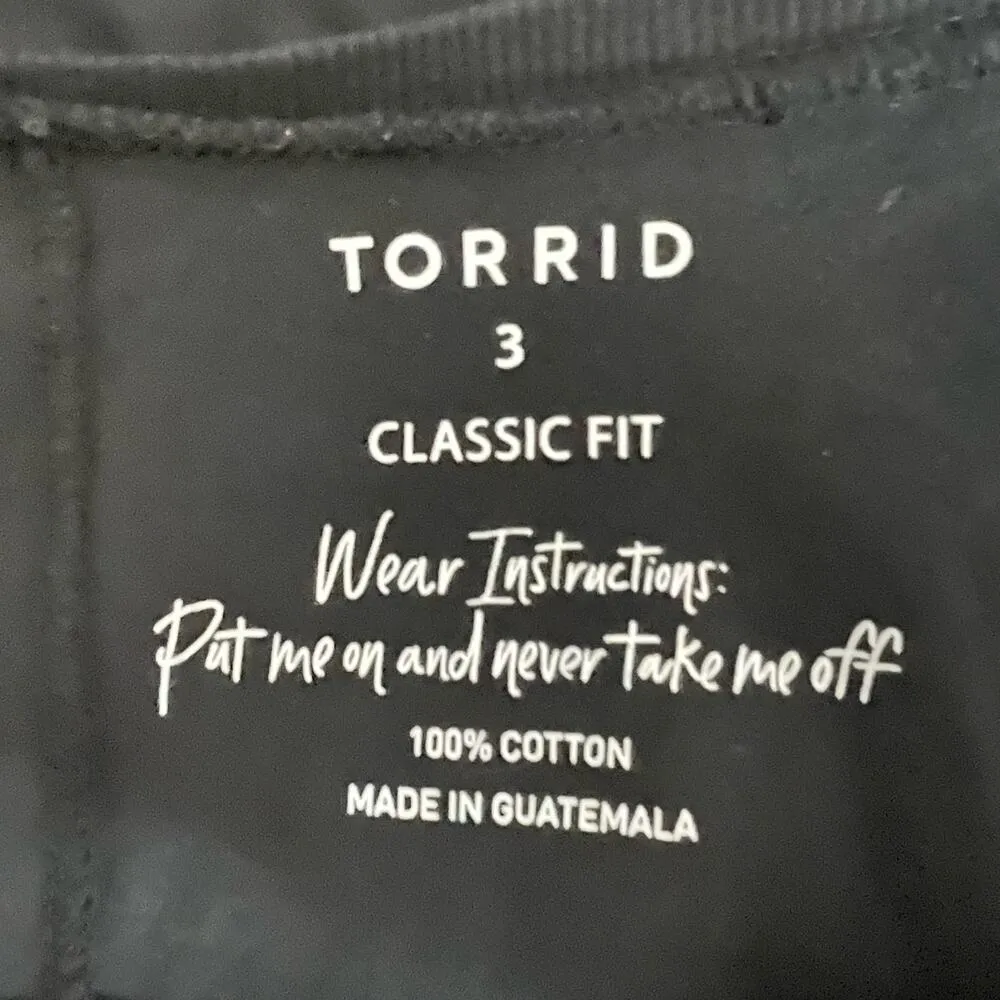 TORRID
3
CLASSIC FIT
Wear Instructions:
Put me on and never take me off
100% COTTON
MADE IN GUATEMALA